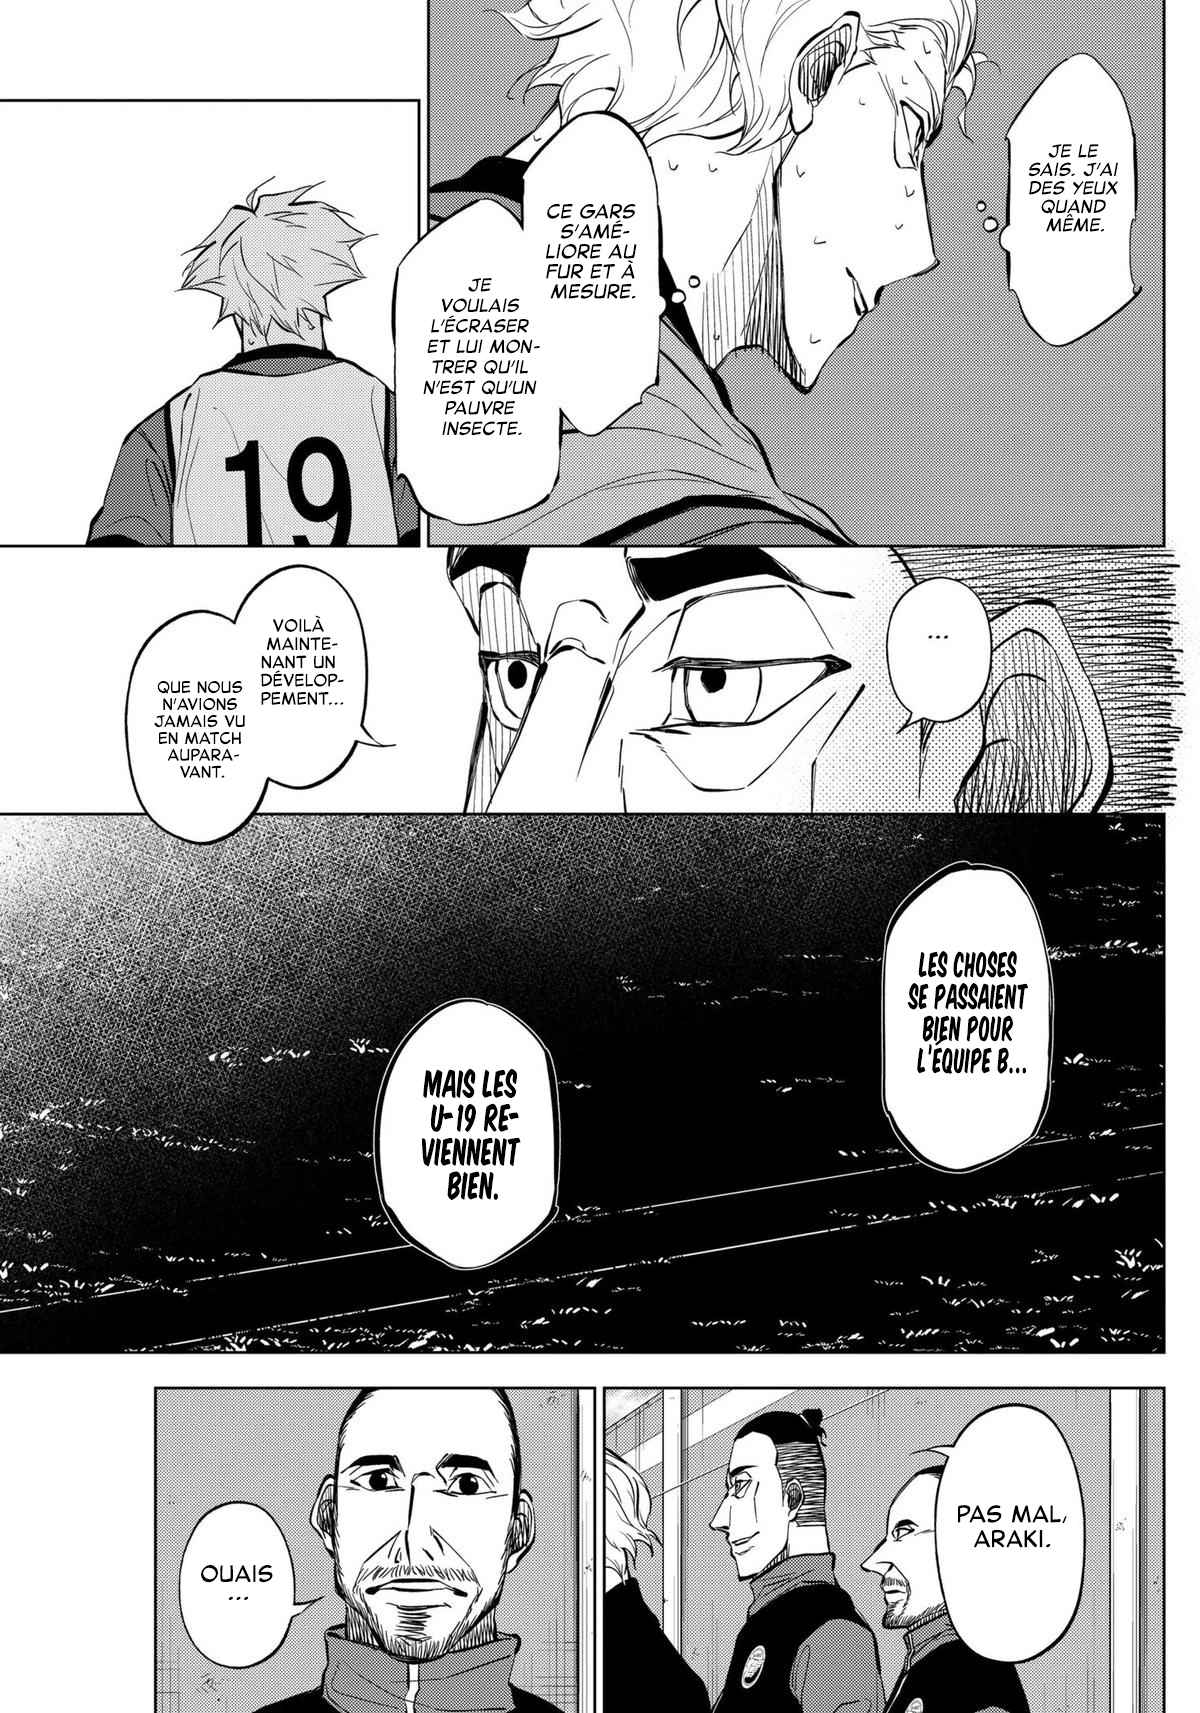 JE LE
SAIS. J'AI
DES YEUX
QUAND
MÊME.
CE GARS
S'AMÉ-
LIORE AU
FUR ET À
MESURE.
JE
VOULAIS
L'ÉCRASER
ET LUI MON-
TRER QU'IL
N'EST QU'UN
PAUVRE
INSECTE.
19
...
VOILÀ
MAINTE-
NANT UN
DÉVELOP-
PEMENT...
QUE NOUS
N'AVIONS
JAMAIS VU
EN MATCH
AUPARA-
VANT.
LES CHOSES
SE PASSAIENT
BIEN POUR
L'ÉQUIPE B...
MAIS LES
U-19 RE-
VIENNENT
BIEN.
PAS MAL,
ARAKI.
OUAIS
...